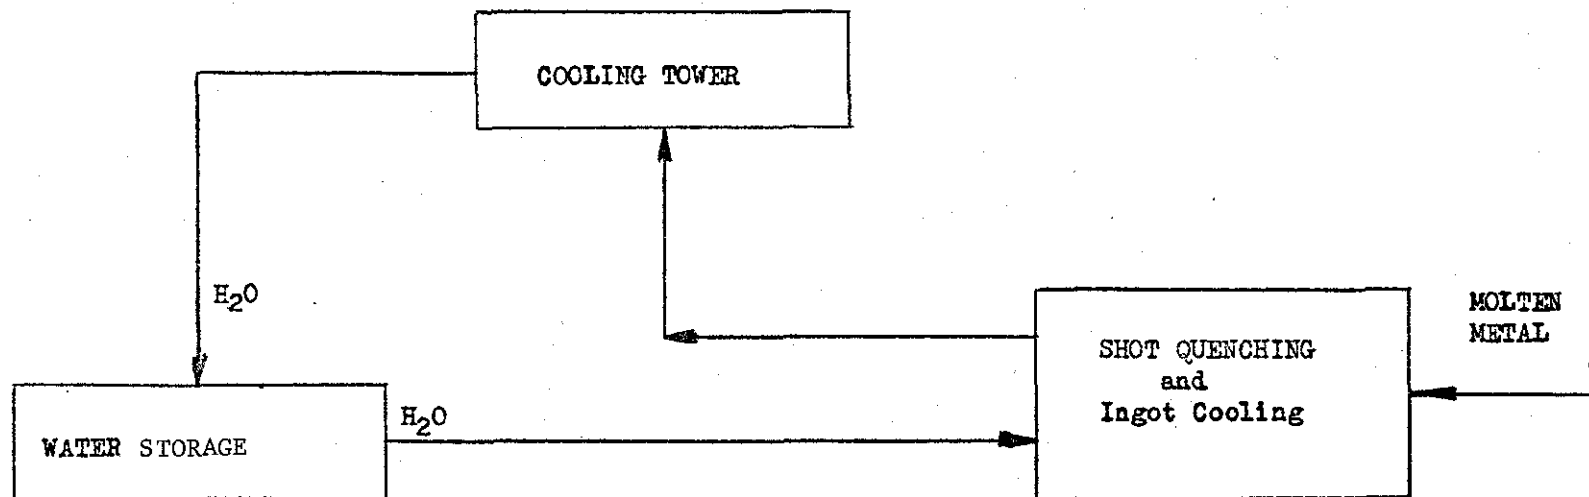 COOLING TOWER
H₂O
MOLTEN
METAL
SHOT QUENCHING
and
Ingot Cooling
H₂O
WATER STORAGE